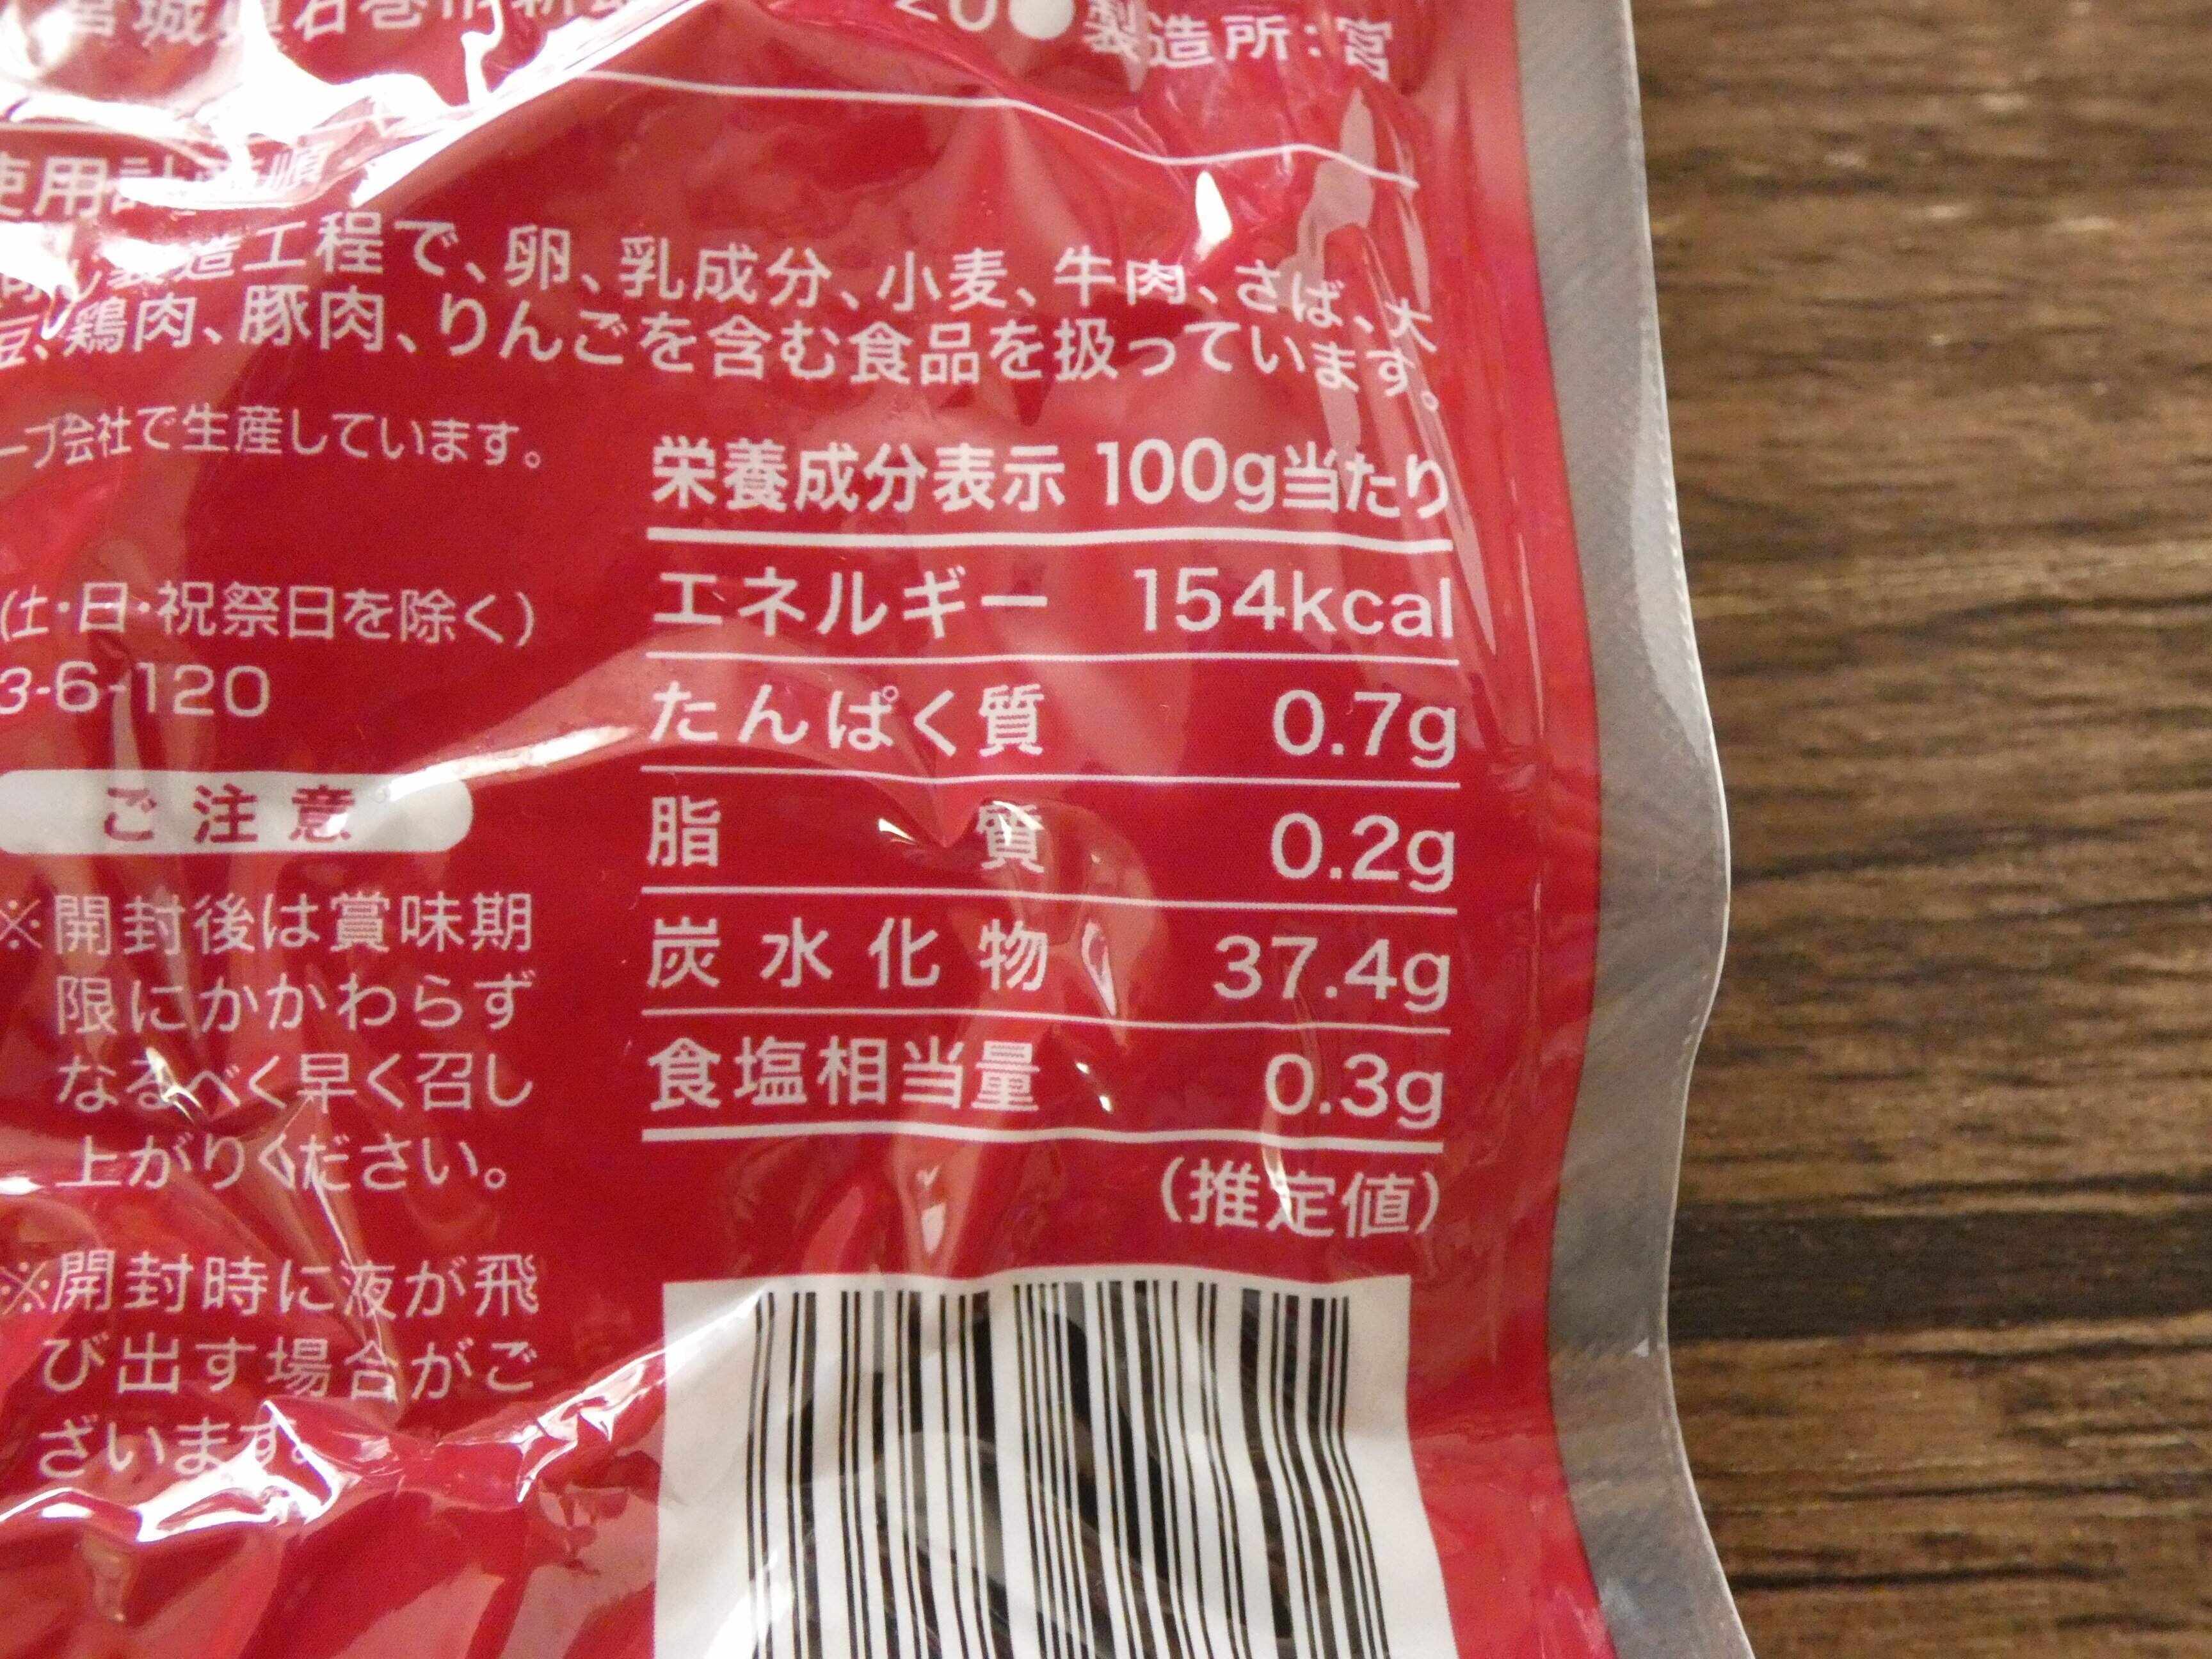 製造所:宮
使用計画順
製造工程で、卵、乳成分、小麦、牛肉、さば、大
豆、鶏肉、豚肉、りんごを含む食品を扱っています。
ープ会社で生産しています。
(土・日・祝祭日を除く)
3-6-120
ご注意
※開封後は賞味期
限にかかわらず
なるべく早く召し
上がりください。
※開封時に液が飛
び出す場合がご
ざいます。
栄養成分表示 100g当たり
エネルギー 154kcal
たんぱく質 0.7g
脂質 0.2g
炭水化物 37.4g
食塩相当量 0.3g
(推定値)